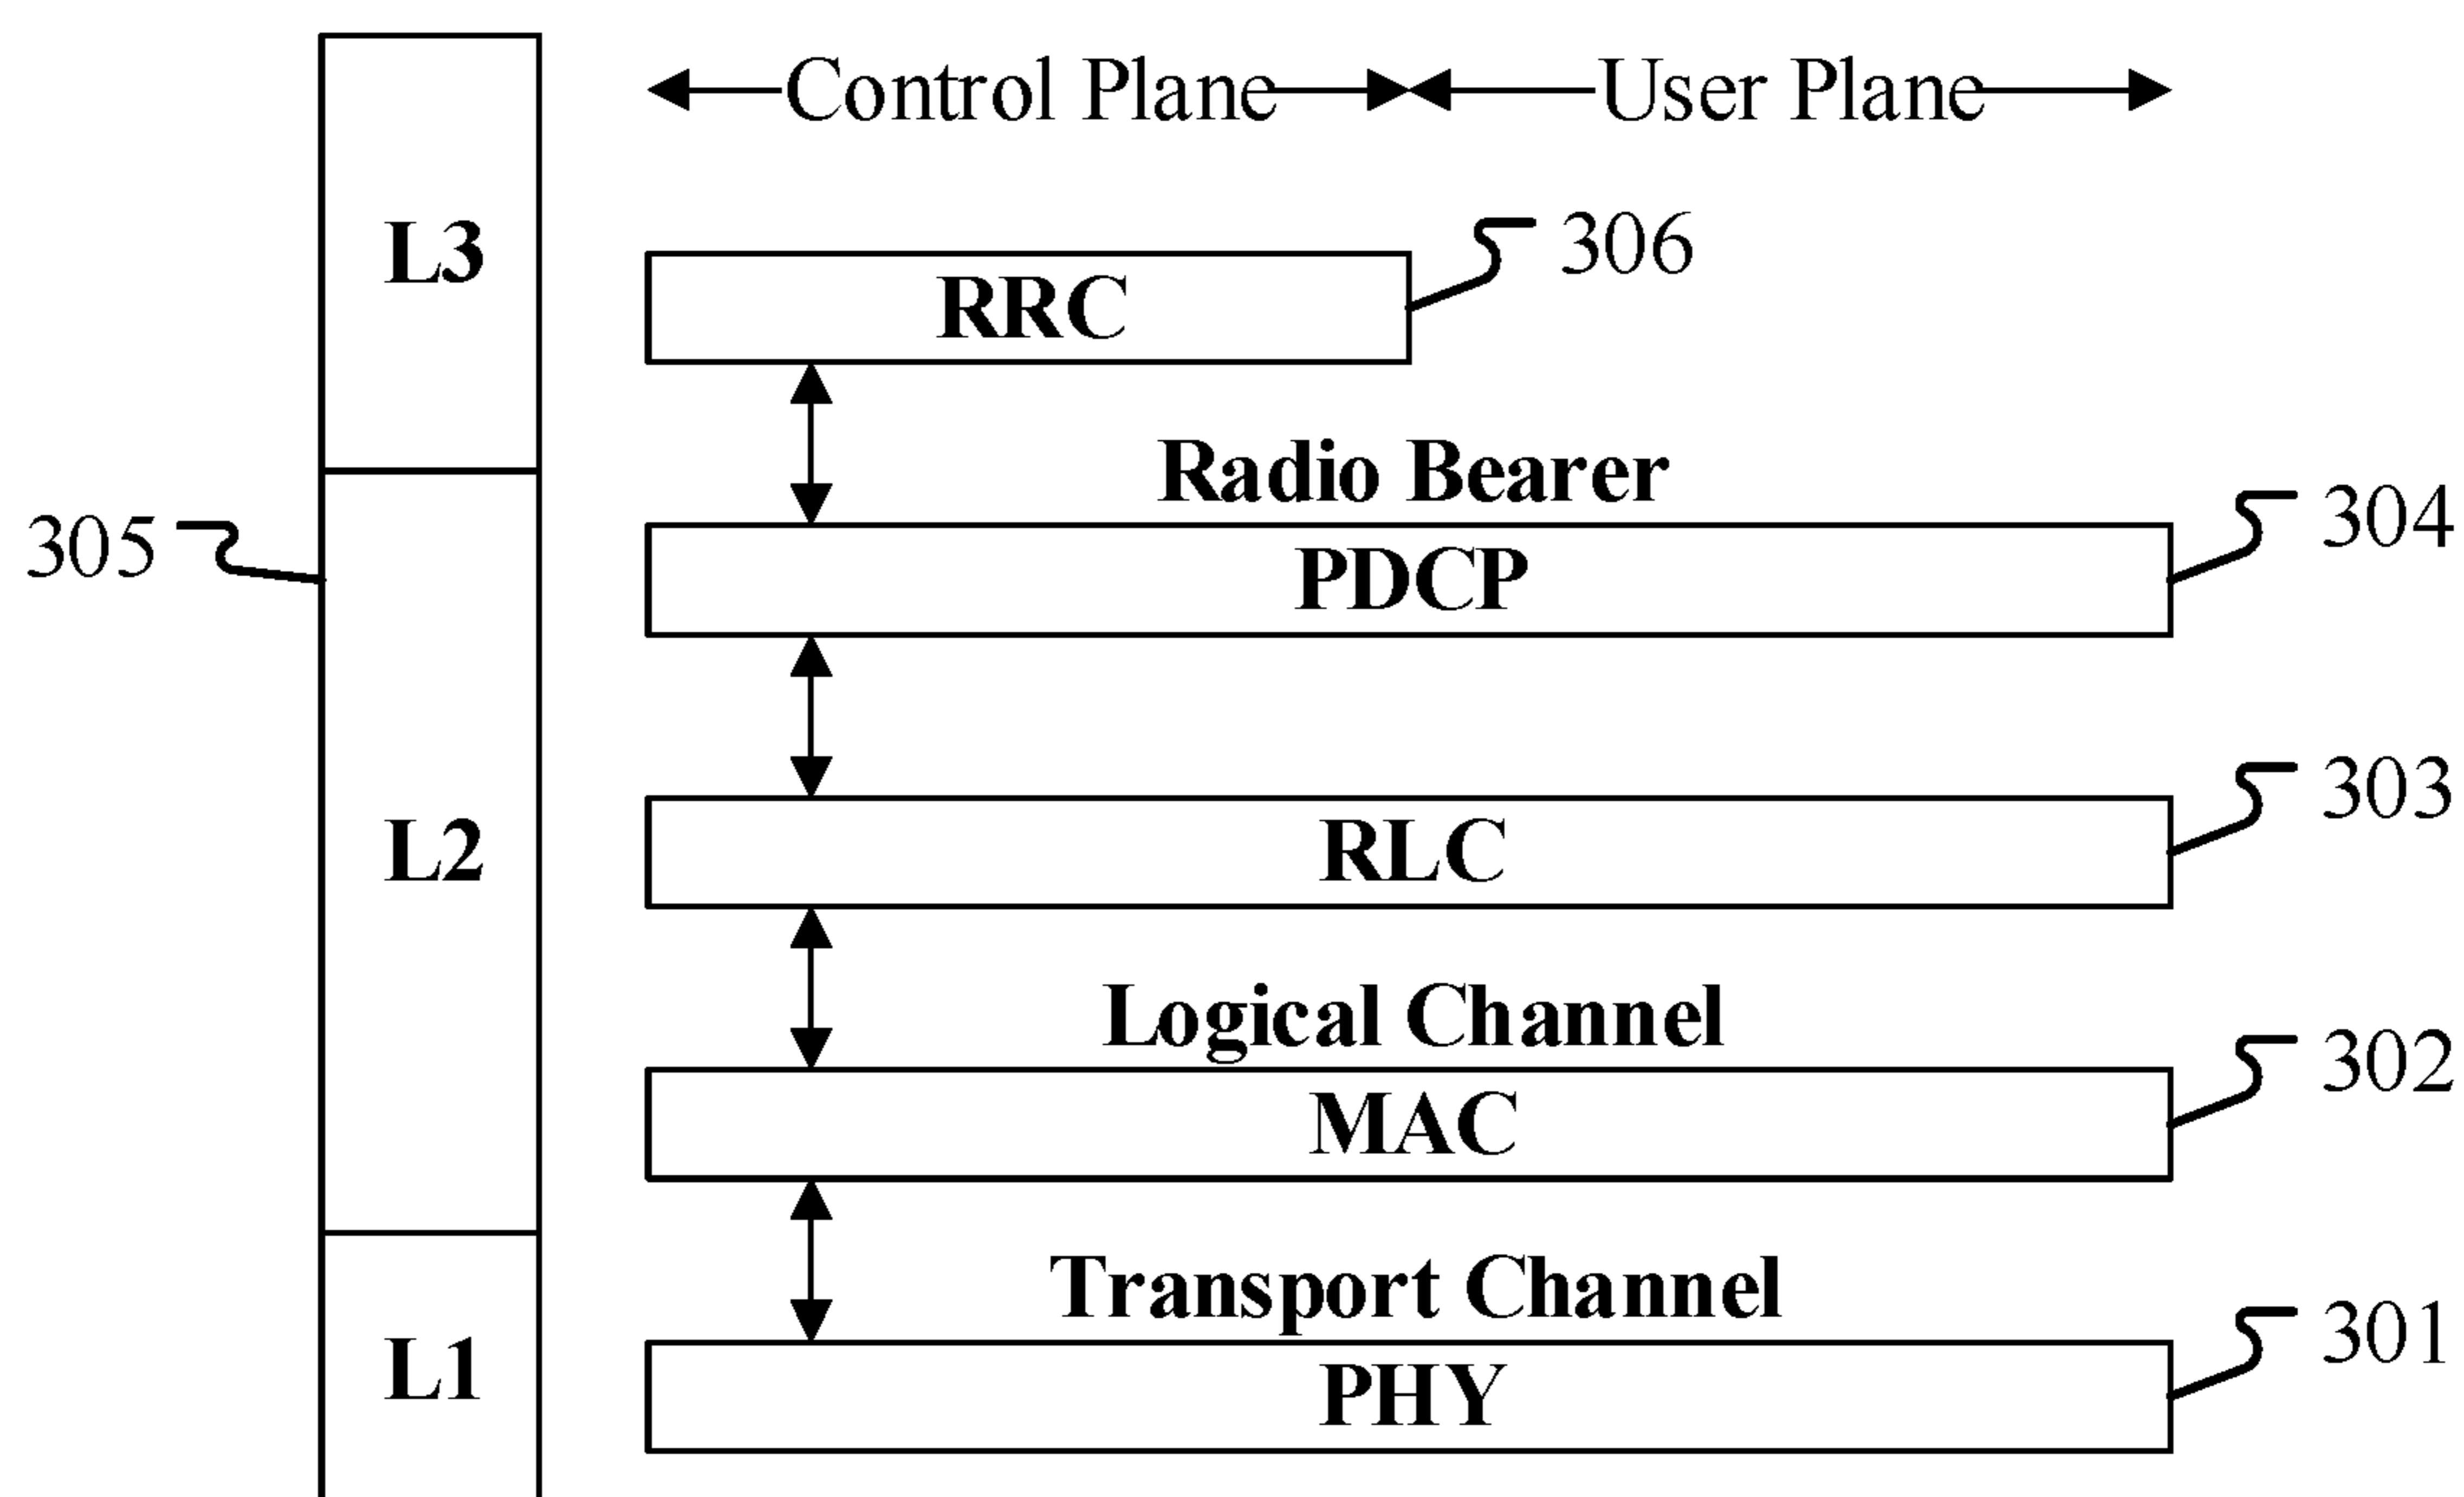 Control Plane User Plane
L3
306
RRC
Radio Bearer
304
305
PDCP
303
L2
RLC
Logical Channel
302
MAC
Transport Channel
301
L1
PHY